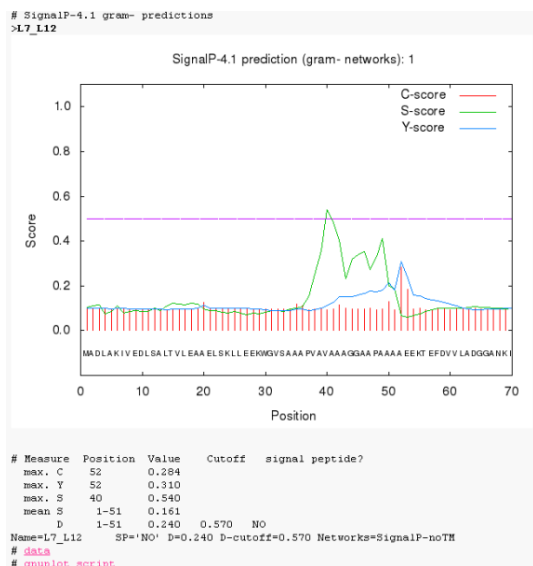 # SignalP-4.1 gram- predictions
>L7_L12
SignalP-4.1 prediction (gram- networks): 1
C-score
S-score
Y-score
1.0
0.8
0.6
0.4
0.2
0.0
Score
MADLAKIVEDLSALTVLEAAELSKLLEEKWGVSAAAPVAVAAAGGAAPAAAAEEKTEFDVVLADGGANKI
0 10 20 30 40 50 60 70
Position
# Measure Position Value Cutoff signal peptide?
max. C 52 0.284
max. Y 52 0.310
max. S 40 0.540
mean S 1-51 0.161
D 1-51 0.240 0.570 NO
Name=L7_L12 SP='NO' D=0.240 D-cutoff=0.570 Networks=SignalP-noTM
# data
# gnuplot script